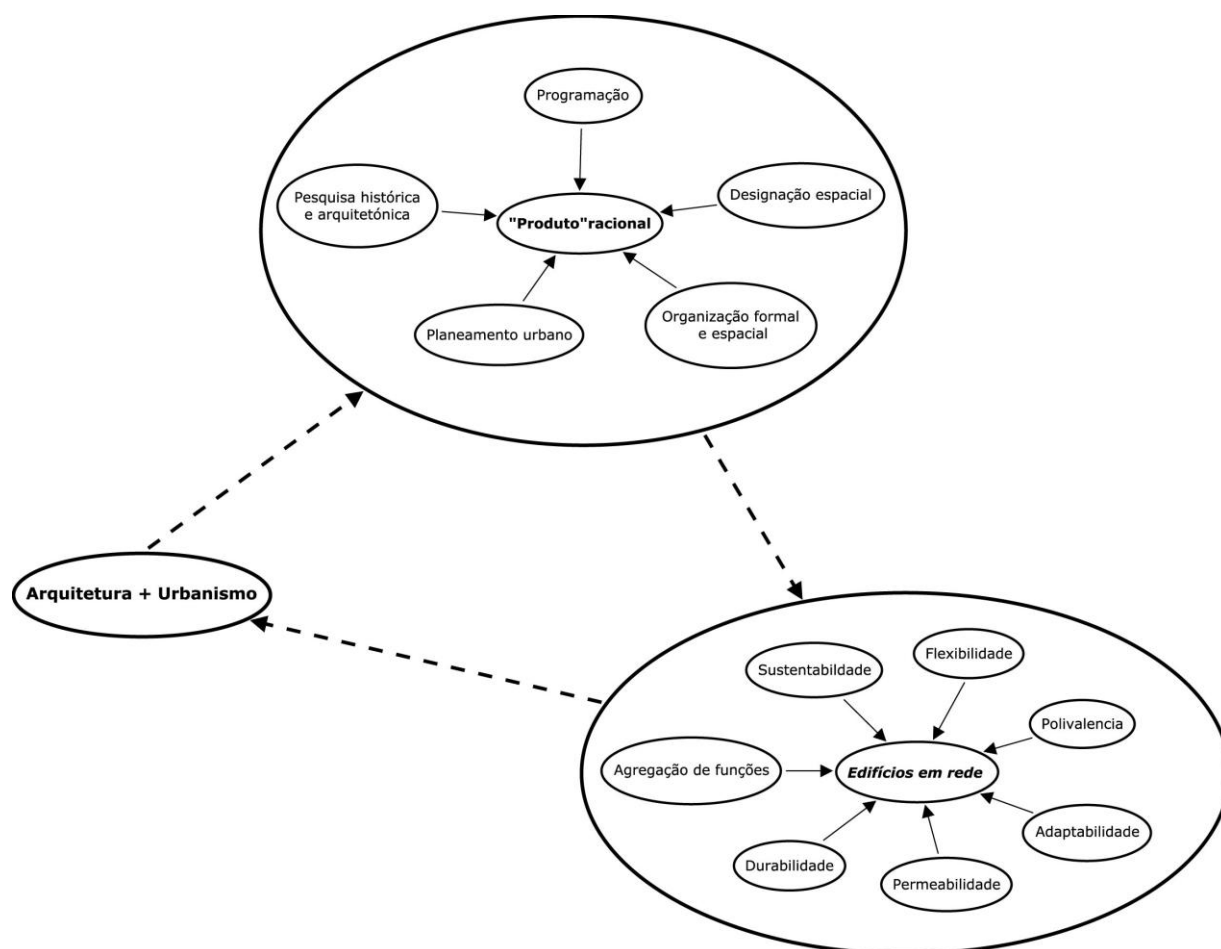 Programação
Pesquisa histórica
e arquitetónica
Designação espacial
"Produto"racional
Planeamento urbano
Organização formal
e espacial
Arquitetura + Urbanismo
Sustentabildade
Flexibilidade
Polivalencia
Agregação de funções
Edifícios em rede
Adaptabilidade
Durabilidade
Permeabilidade